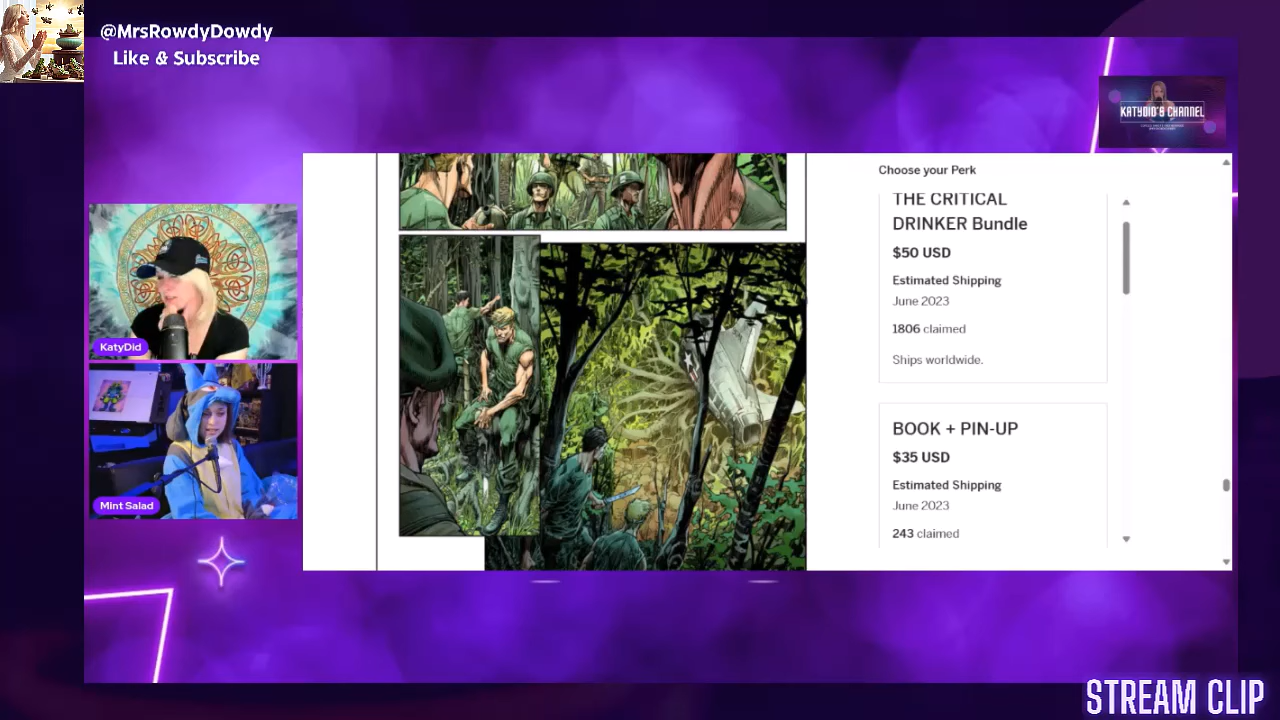 @MrsRowdyDowdy
Like & Subscribe
KATYDID'S CHANNEL
Choose your Perk
THE CRITICAL
DRINKER Bundle
$50 USD
Estimated Shipping
June 2023
1806 claimed
Ships worldwide.
BOOK + PIN-UP
$35 USD
Estimated Shipping
June 2023
243 claimed
KatyDid
Mint Salad
STREAM CLIP